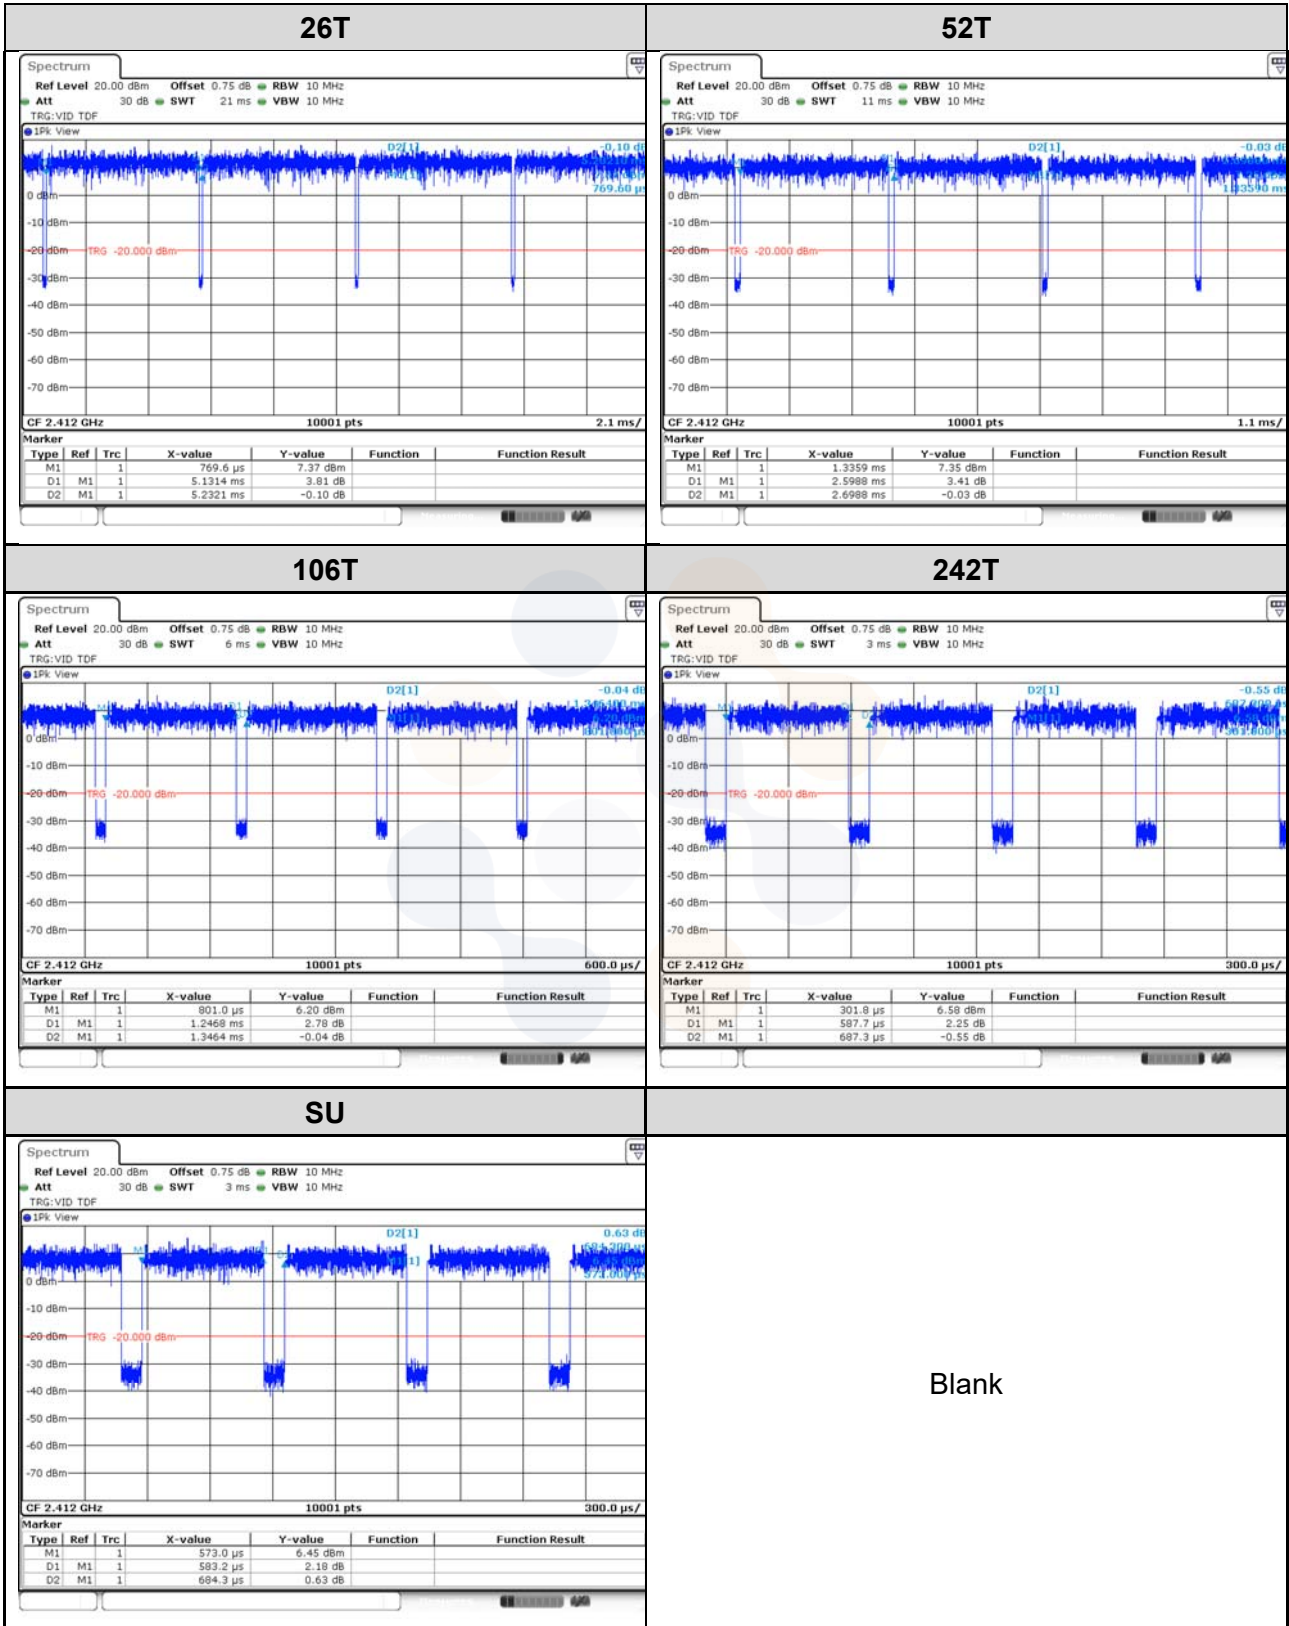 26T
52T
Spectrum
Ref Level 20.00 dBm Offset 0.75 dB RBW 10 MHz
Att 30 dB SWT 21 ms VBW 10 MHz
TRG:VID TDF
1Pk View
D2[1] -0.10 dB
769.60 µs
0 dBm
-10 dBm
-20 dBm
TRG -20.000 dBm
-30 dBm
-40 dBm
-50 dBm
-60 dBm
-70 dBm
CF 2.412 GHz 10001 pts 2.1 ms/
Marker
Type Ref Trc X-value Y-value Function Function Result
M1 1 769.6 µs 7.37 dBm
D1 M1 1 5.1314 ms 3.81 dB
D2 M1 1 5.2321 ms -0.10 dB
Spectrum
Ref Level 20.00 dBm Offset 0.75 dB RBW 10 MHz
Att 30 dB SWT 11 ms VBW 10 MHz
TRG:VID TDF
1Pk View
D2[1] -0.03 dB
1.33590 ms
0 dBm
-10 dBm
-20 dBm
TRG -20.000 dBm
-30 dBm
-40 dBm
-50 dBm
-60 dBm
-70 dBm
CF 2.412 GHz 10001 pts 1.1 ms/
Marker
Type Ref Trc X-value Y-value Function Function Result
M1 1 1.3359 ms 7.35 dBm
D1 M1 1 2.5988 ms 3.41 dB
D2 M1 1 2.6988 ms -0.03 dB
106T
242T
Spectrum
Ref Level 20.00 dBm Offset 0.75 dB RBW 10 MHz
Att 30 dB SWT 6 ms VBW 10 MHz
TRG:VID TDF
1Pk View
D2[1] -0.04 dB
0 dBm
-10 dBm
-20 dBm
TRG -20.000 dBm
-30 dBm
-40 dBm
-50 dBm
-60 dBm
-70 dBm
CF 2.412 GHz 10001 pts 600.0 µs/
Marker
Type Ref Trc X-value Y-value Function Function Result
M1 1 801.0 µs 6.20 dBm
D1 M1 1 1.2468 ms 2.78 dB
D2 M1 1 1.3464 ms -0.04 dB
Spectrum
Ref Level 20.00 dBm Offset 0.75 dB RBW 10 MHz
Att 30 dB SWT 3 ms VBW 10 MHz
TRG:VID TDF
1Pk View
D2[1] -0.55 dB
0 dBm
-10 dBm
-20 dBm
TRG -20.000 dBm
-30 dBm
-40 dBm
-50 dBm
-60 dBm
-70 dBm
CF 2.412 GHz 10001 pts 300.0 µs/
Marker
Type Ref Trc X-value Y-value Function Function Result
M1 1 301.8 µs 6.58 dBm
D1 M1 1 587.7 µs 2.25 dB
D2 M1 1 687.3 µs -0.55 dB
SU
Spectrum
Ref Level 20.00 dBm Offset 0.75 dB RBW 10 MHz
Att 30 dB SWT 3 ms VBW 10 MHz
TRG:VID TDF
1Pk View
D2[1] 0.63 dB
0 dBm
-10 dBm
-20 dBm
TRG -20.000 dBm
-30 dBm
-40 dBm
-50 dBm
-60 dBm
-70 dBm
CF 2.412 GHz 10001 pts 300.0 µs/
Marker
Type Ref Trc X-value Y-value Function Function Result
M1 1 573.0 µs 6.45 dBm
D1 M1 1 583.2 µs 2.18 dB
D2 M1 1 684.3 µs 0.63 dB
Blank